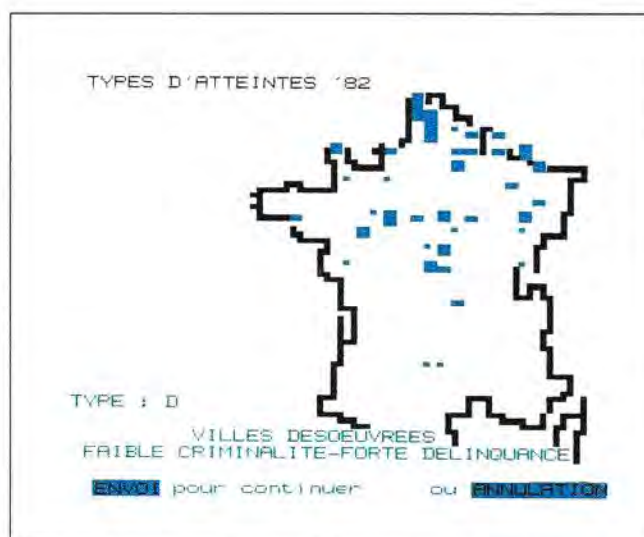 TYPES D'ATTEINTES '82
TYPE : D
VILLES DESOEUVREES
FAIBLE CRIMINALITE-FORTE DELINQUANCE
ENVOI pour continuer ou ANNULATION